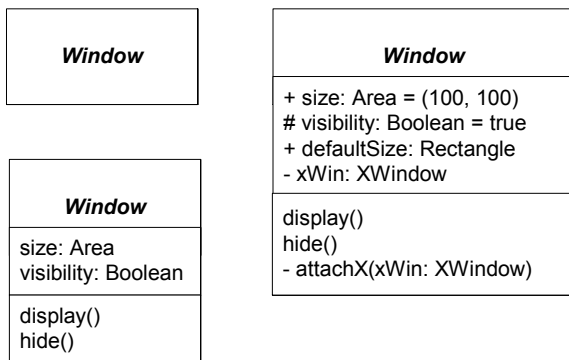 Window
Window
size: Area
visibility: Boolean
display()
hide()
Window
+ size: Area = (100, 100)
# visibility: Boolean = true
+ defaultSize: Rectangle
- xWin: XWindow
display()
hide()
- attachX(xWin: XWindow)